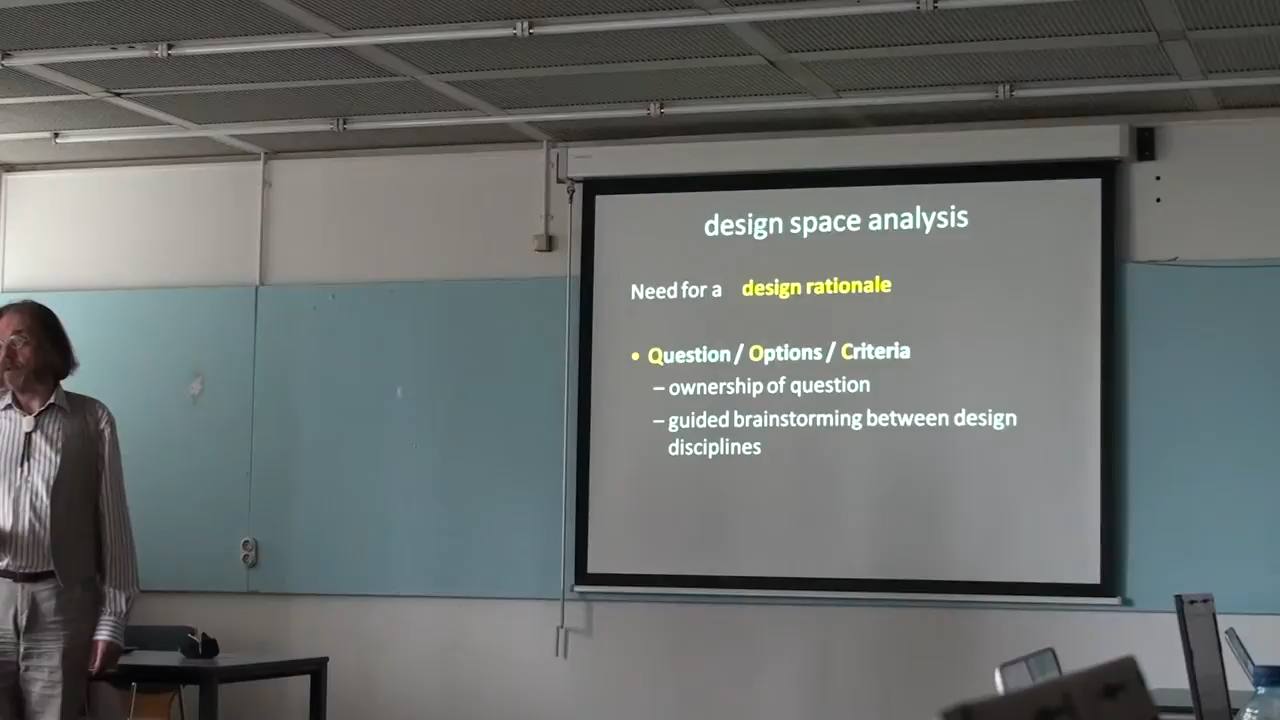 design space analysis
Need for a design rationale
• Question / Options / Criteria
– ownership of question
– guided brainstorming between design
disciplines